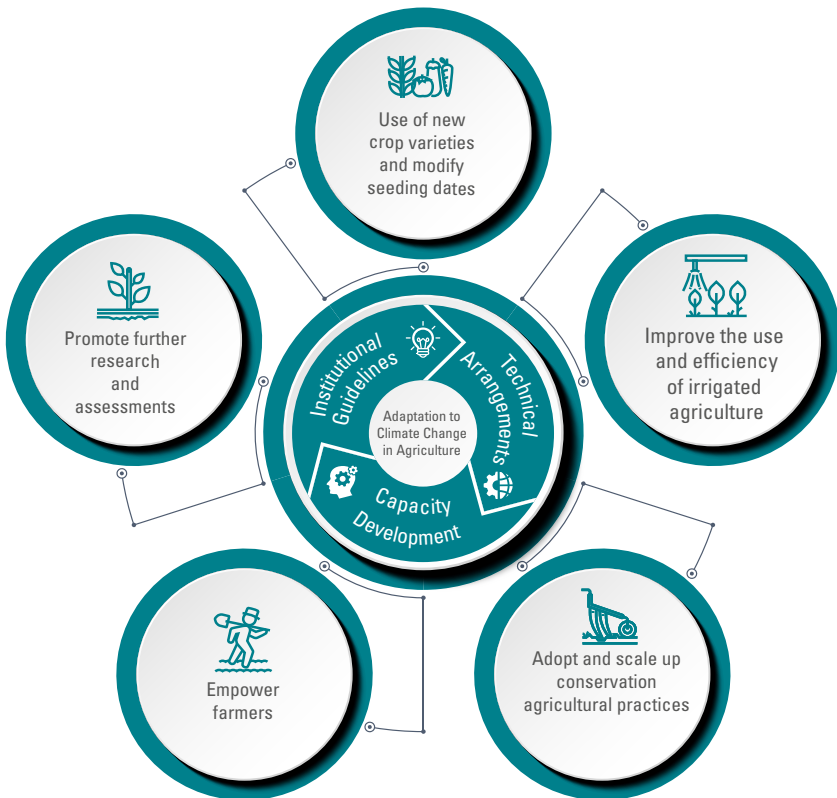 Use of new
crop varieties
and modify
seeding dates
Promote further
research
and
assessments
Improve the use
and efficiency
of irrigated
agriculture
Institutional
Guidelines
Technical
Arrangements
Adaptation to
Climate Change
in Agriculture
Capacity
Development
Empower
farmers
Adopt and scale up
conservation
agricultural practices